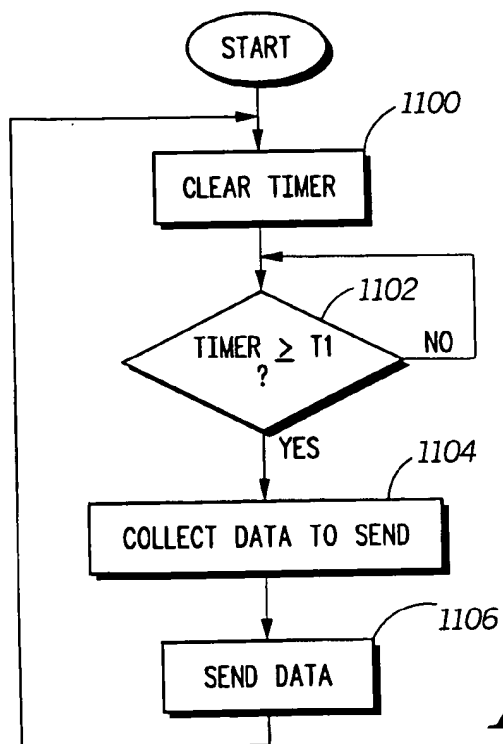 START
1100
CLEAR TIMER
1102
TIMER ≥ T1
?
NO
YES
1104
COLLECT DATA TO SEND
1106
SEND DATA